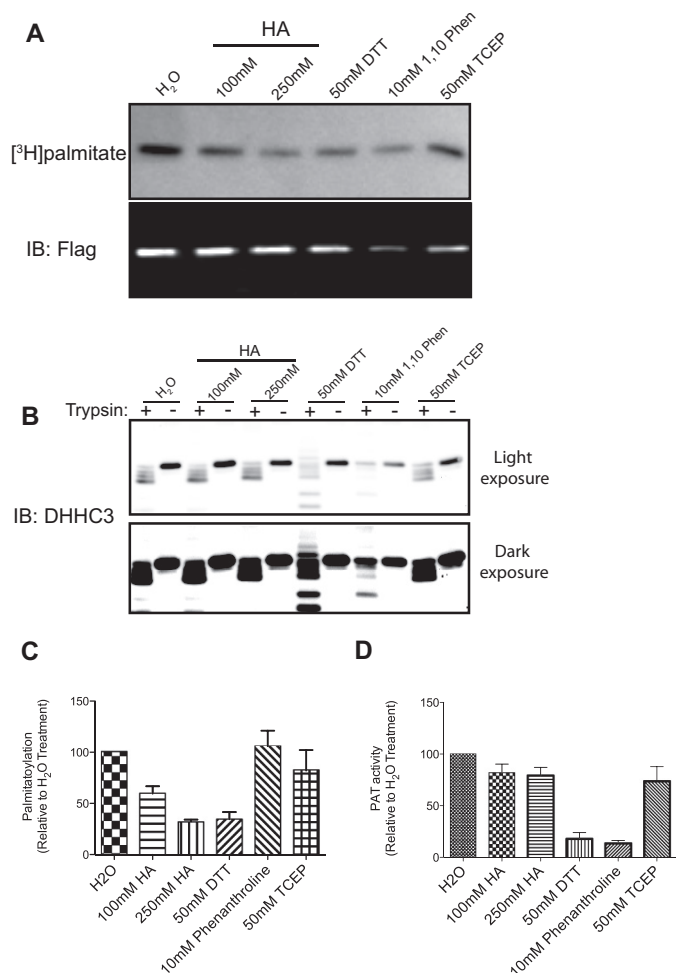 A
HA
H₂O
100mM
250mM
50mM DTT
10mM 1,10 Phen
50mM TCEP
[³H]palmitate
IB: Flag
HA
H₂O
100mM
250mM
50mM DTT
10mM 1,10 Phen
50mM TCEP
B
Trypsin: + - + - + - + - + - + -
Light
exposure
IB: DHHC3
Dark
exposure
C
Palmitatoylation
(Relative to H₂O Treatment)
150
100
50
0
H2O
100mM HA
250mM HA
50mM DTT
10mM Phenanthroline
50mM TCEP
D
PAT activity
(Relative to H₂O Treatment)
150
100
50
0
H2O
100mM HA
250mM HA
50mM DTT
10mM Phenanthroline
50mM TCEP